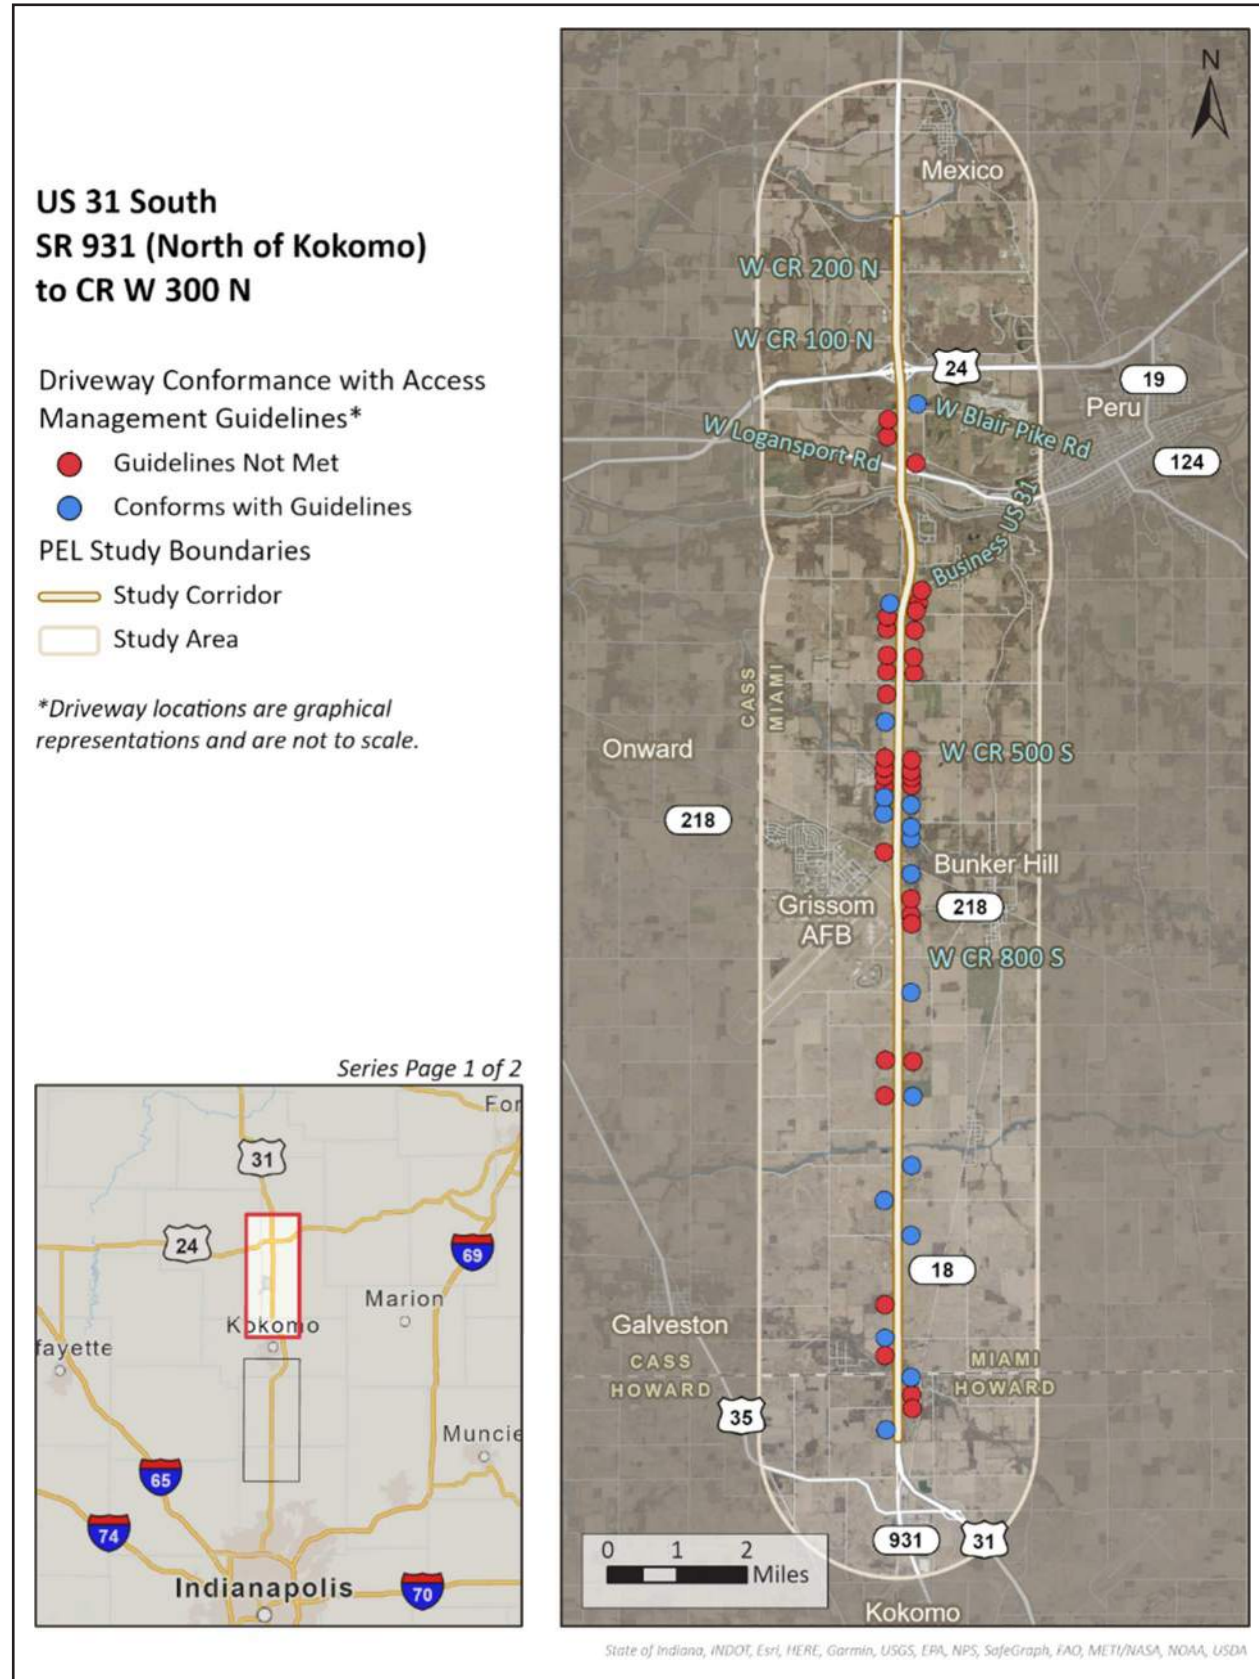 US 31 South
SR 931 (North of Kokomo)
to CR W 300 N
Driveway Conformance with Access
Management Guidelines*
Guidelines Not Met
Conforms with Guidelines
PEL Study Boundaries
Study Corridor
Study Area
*Driveway locations are graphical
representations and are not to scale.
Series Page 1 of 2
For
31
24
69
Marion
Kokomo
fayette
Muncie
65
74
Indianapolis
70
N
Mexico
W CR 200 N
W CR 100 N
24
19
Peru
W Blair Pike Rd
W Logansport Rd
124
Business US 31
CASS
MIAMI
Onward
W CR 500 S
218
Bunker Hill
Grissom
AFB
218
W CR 800 S
18
Galveston
CASS
HOWARD
MIAMI
HOWARD
35
931
31
0 1 2
Miles
Kokomo
State of Indiana, INDOT, Esri, HERE, Garmin, USGS, EPA, NPS, SafeGraph, FAO, METI/NASA, NOAA, USDA